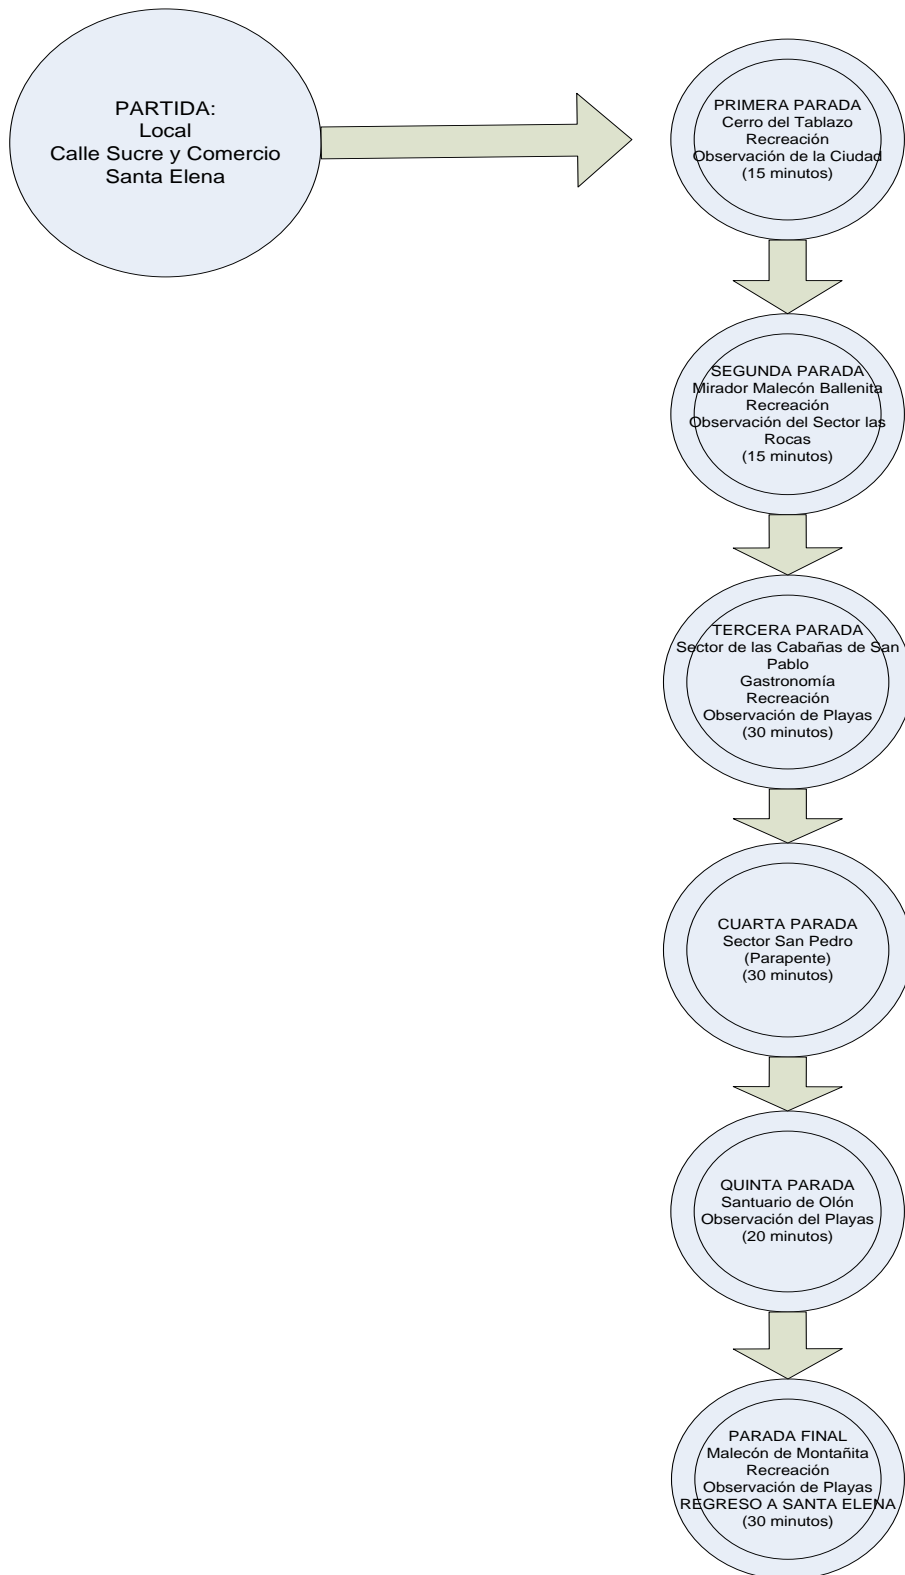 PARTIDA:
Local
Calle Sucre y Comercio
Santa Elena
PRIMERA PARADA
Cerro del Tablazo
Recreación
Observación de la Ciudad
(15 minutos)
SEGUNDA PARADA
Mirador Malecón Ballenita
Recreación
Observación del Sector las
Rocas
(15 minutos)
TERCERA PARADA
Sector de las Cabañas de San
Pablo
Gastronomía
Recreación
Observación de Playas
(30 minutos)
CUARTA PARADA
Sector San Pedro
(Parapente)
(30 minutos)
QUINTA PARADA
Santuario de Olón
Observación del Playas
(20 minutos)
PARADA FINAL
Malecón de Montañita
Recreación
Observación de Playas
REGRESO A SANTA ELENA
(30 minutos)